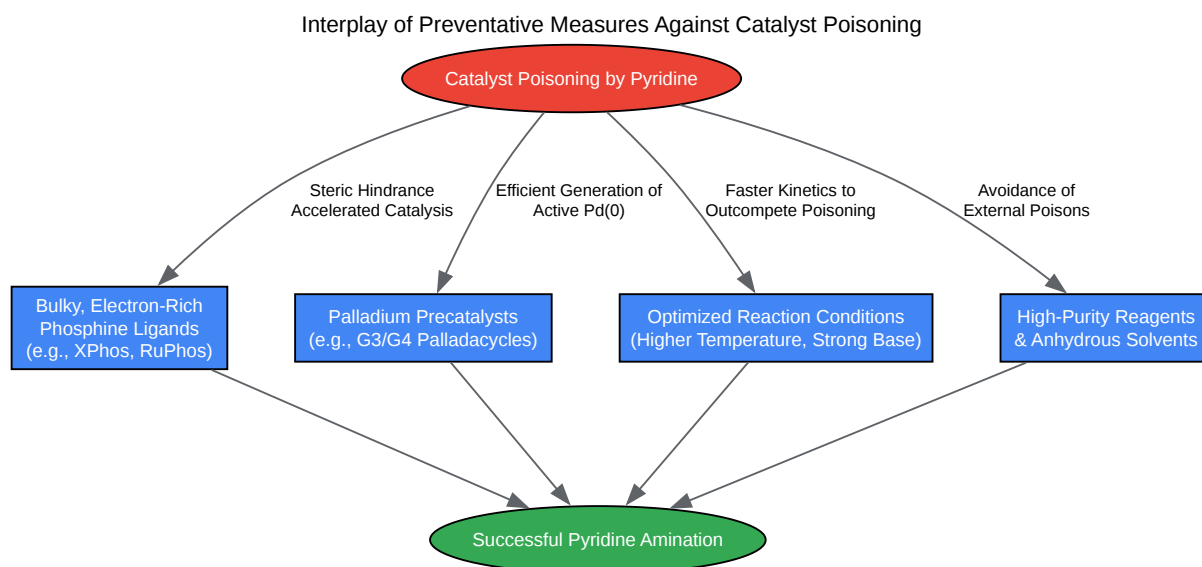 Interplay of Preventative Measures Against Catalyst Poisoning
Catalyst Poisoning by Pyridine
Steric Hindrance
Accelerated Catalysis
Efficient Generation of
Active Pd(0)
Faster Kinetics to
Outcompete Poisoning
Avoidance of
External Poisons
Bulky, Electron-Rich
Phosphine Ligands
(e.g., XPhos, RuPhos)
Palladium Precatalysts
(e.g., G3/G4 Palladacycles)
Optimized Reaction Conditions
(Higher Temperature, Strong Base)
High-Purity Reagents
& Anhydrous Solvents
Successful Pyridine Amination